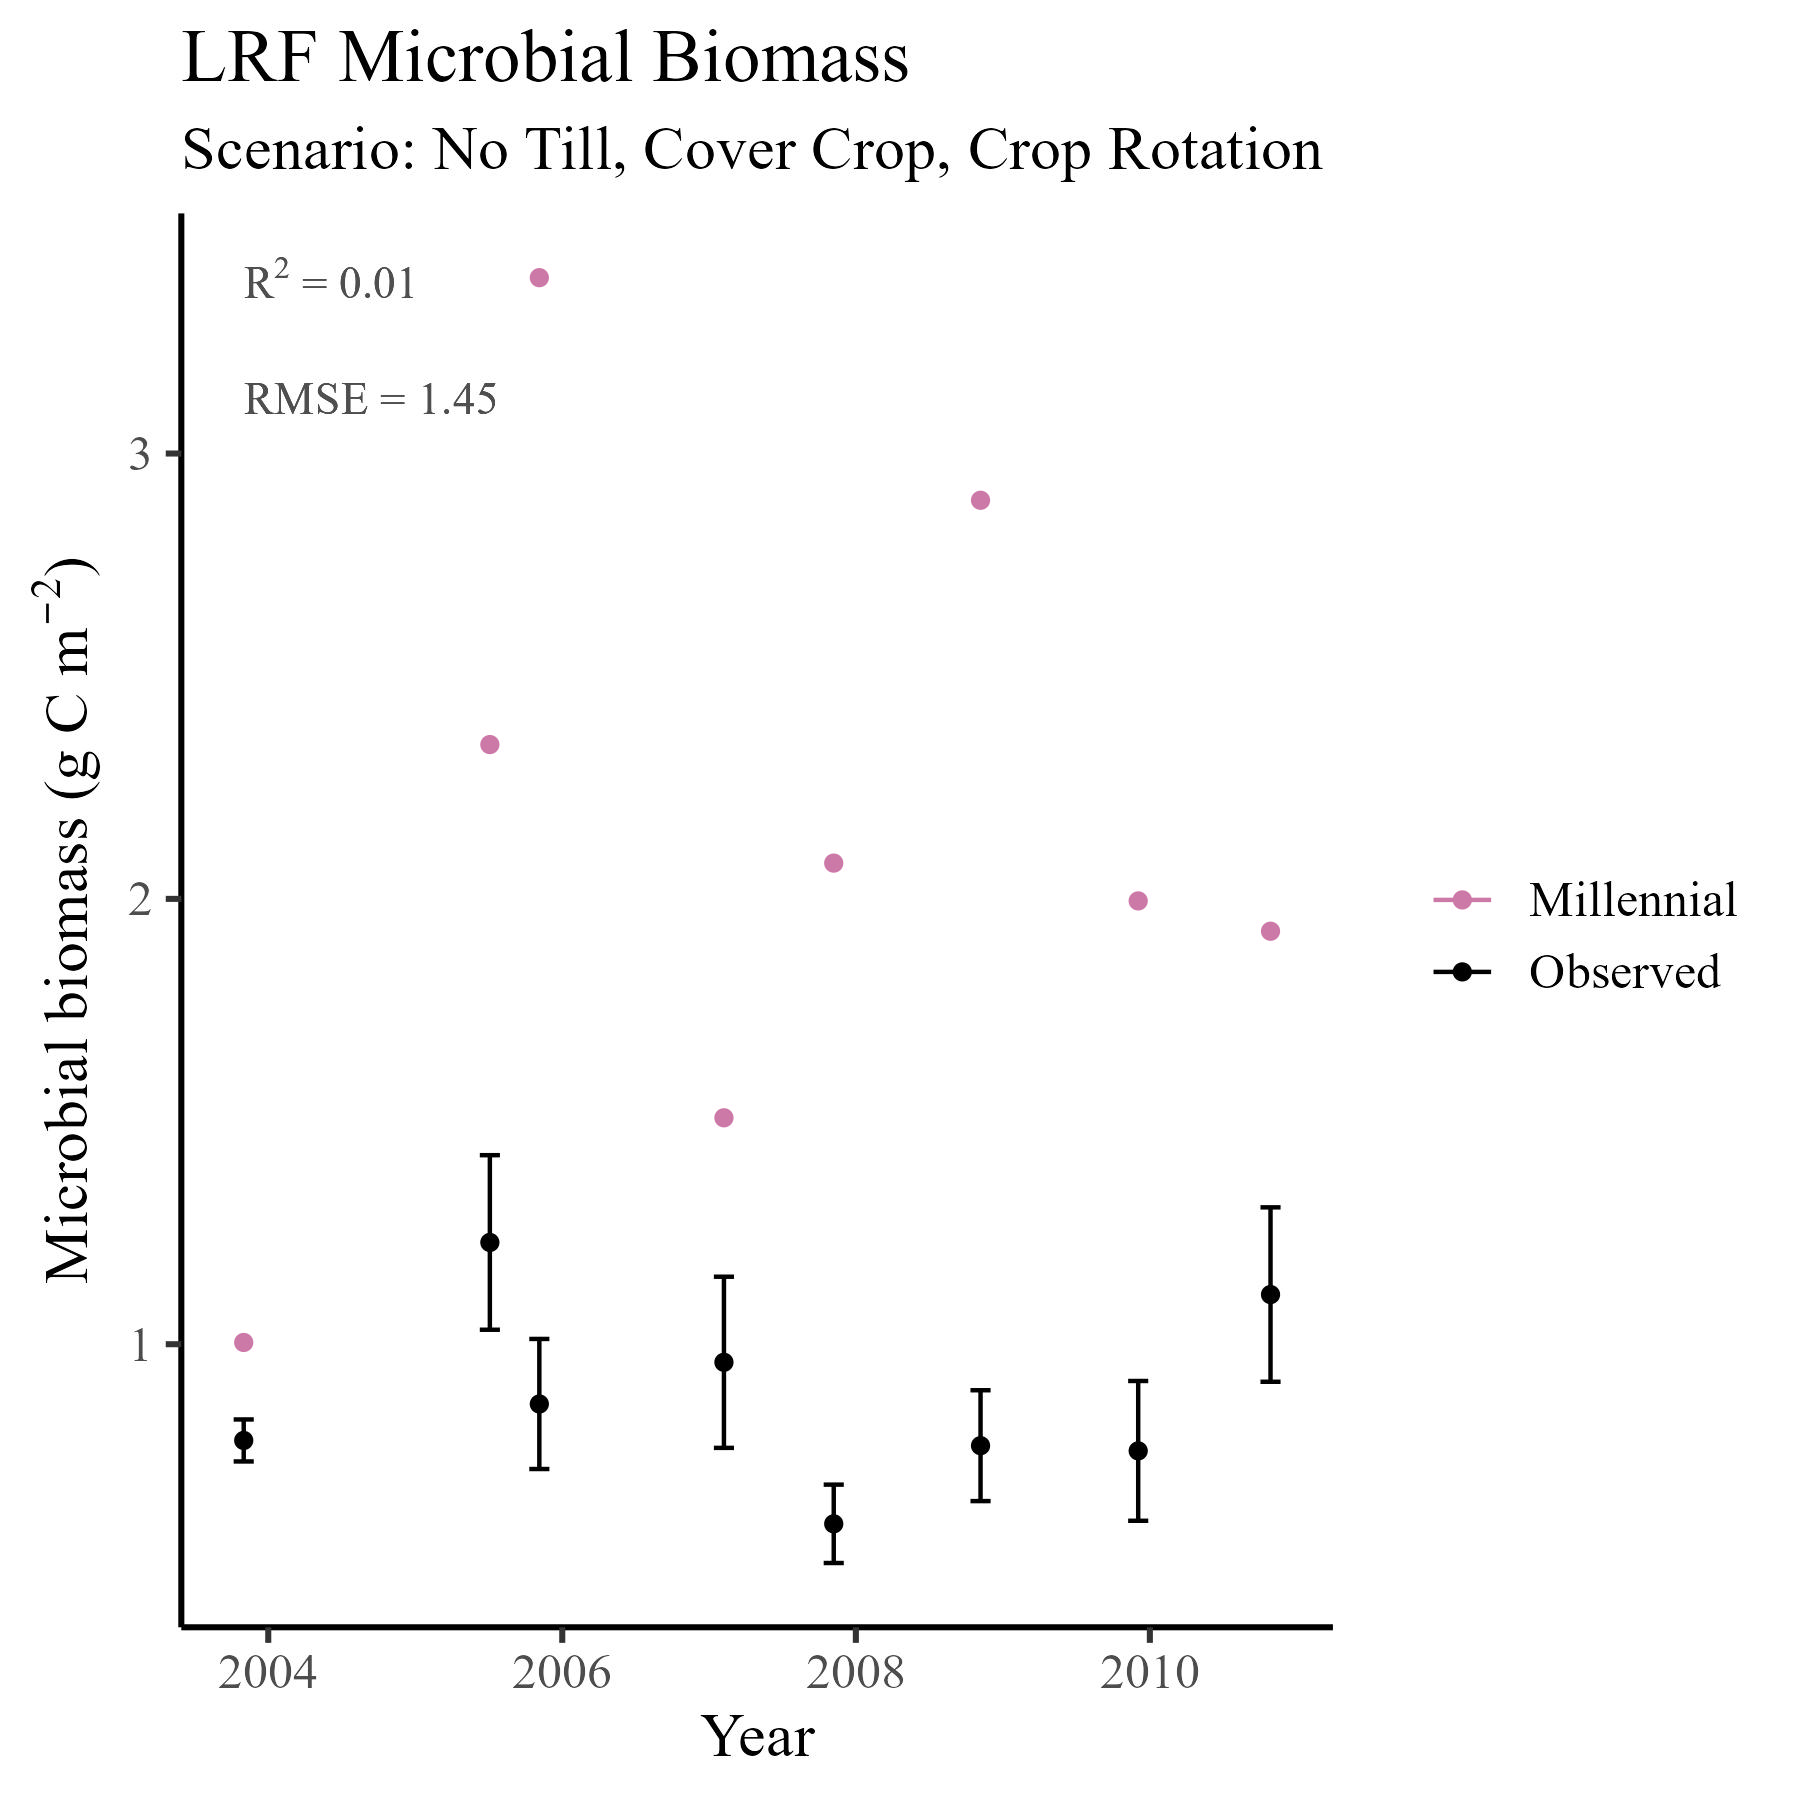 LRF Microbial Biomass
Scenario: No Till, Cover Crop, Crop Rotation
R² = 0.01
RMSE = 1.45
3
2
1
Microbial biomass (g C m⁻²)
2004 2006 2008 2010
Year
Millennial
Observed